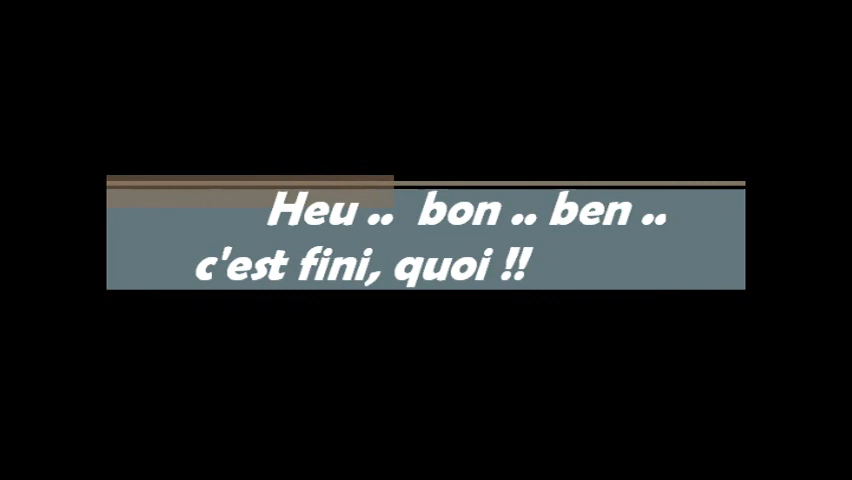 Heu .. bon .. ben ..
c'est fini, quoi !!